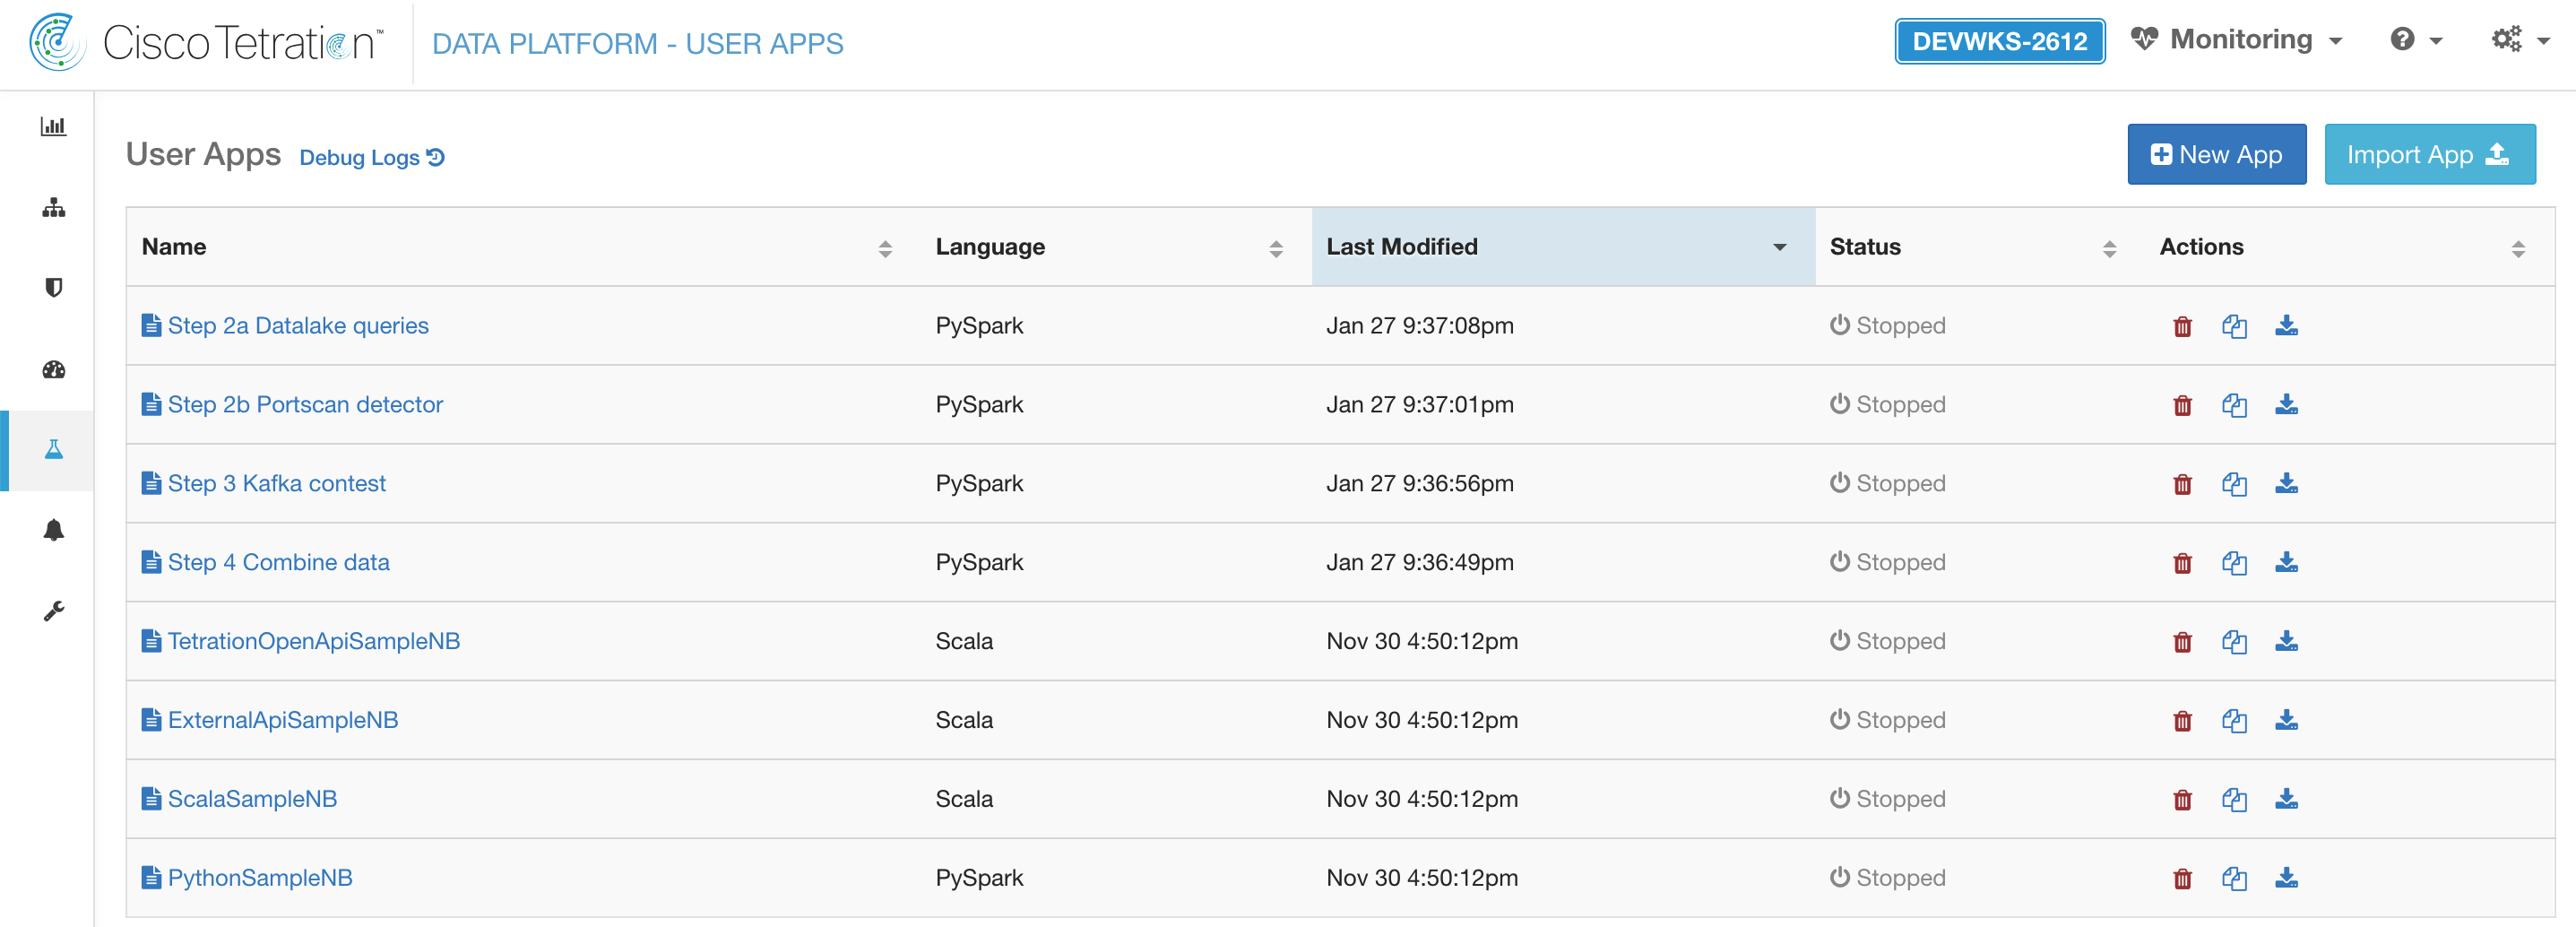 Cisco Tetration™
DATA PLATFORM - USER APPS
DEVWKS-2612
Monitoring
User Apps
Debug Logs
New App
Import App
Name Language Last Modified Status Actions
Step 2a Datalake queries PySpark Jan 27 9:37:08pm Stopped
Step 2b Portscan detector PySpark Jan 27 9:37:01pm Stopped
Step 3 Kafka contest PySpark Jan 27 9:36:56pm Stopped
Step 4 Combine data PySpark Jan 27 9:36:49pm Stopped
TetrationOpenApiSampleNB Scala Nov 30 4:50:12pm Stopped
ExternalApiSampleNB Scala Nov 30 4:50:12pm Stopped
ScalaSampleNB Scala Nov 30 4:50:12pm Stopped
PythonSampleNB PySpark Nov 30 4:50:12pm Stopped